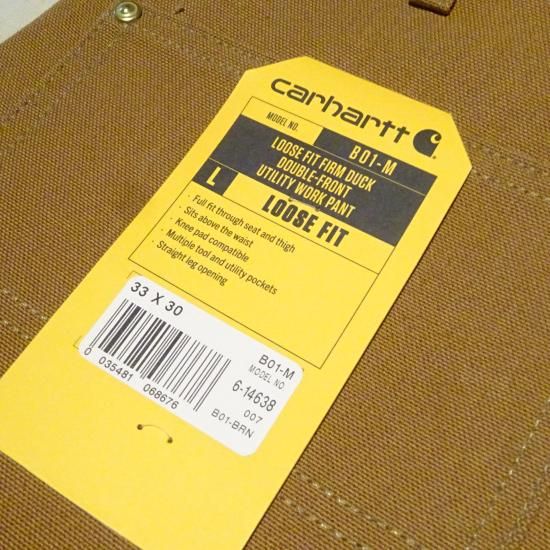 carhartt
MODEL NO. B01-M
LOOSE FIT FIRM DUCK
DOUBLE-FRONT
UTILITY WORK PANT
L LOOSE FIT
· Full fit through seat and thigh
· Sits above the waist
· Knee pad compatible
· Multiple tool and utility pockets
· Straight leg opening
33 X 30
B01-M
MODEL NO
6-14638
007
B01-BRN
0 035481 068676